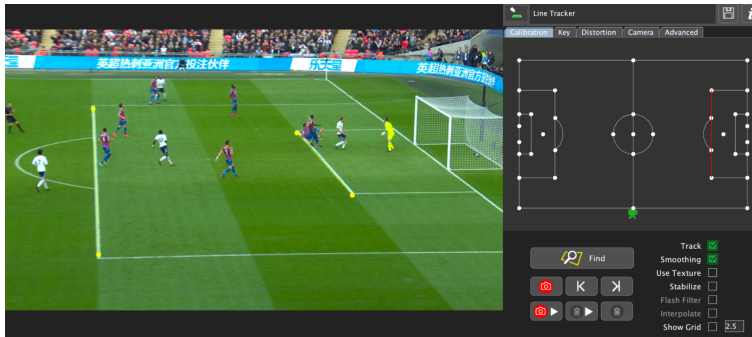 Line Tracker
Calibration
Key
Distortion
Camera
Advanced
英超热刺亚洲官方投注伙伴
乐天堂
英超热刺亚洲官方投注
Find
Track
Smoothing
Use Texture
Stabilize
Flash Filter
Interpolate
Show Grid
2.5